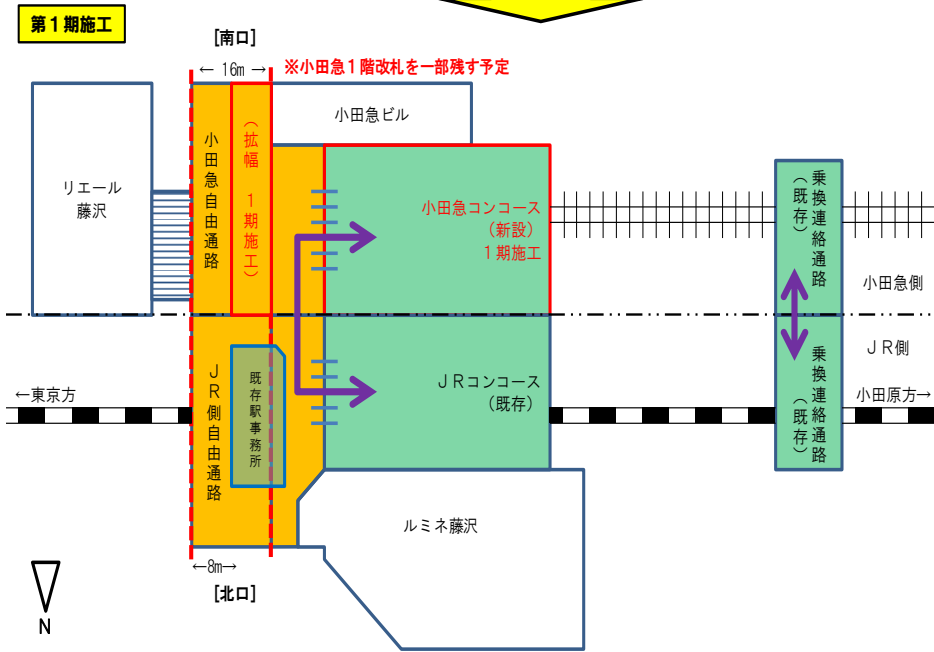 第1期施工
[南口]
← 16m →
※小田急1階改札を一部残す予定
小田急ビル
リエール
藤沢
小田急自由通路
(拡幅 1期施工)
小田急コンコース
(新設)
1期施工
乗換連絡通路
(既存)
小田急側
JR側
←東京方
小田原方→
JR側自由通路
既存駅事務所
JRコンコース
(既存)
乗換連絡通路
(既存)
ルミネ藤沢
←8m→
[北口]
N